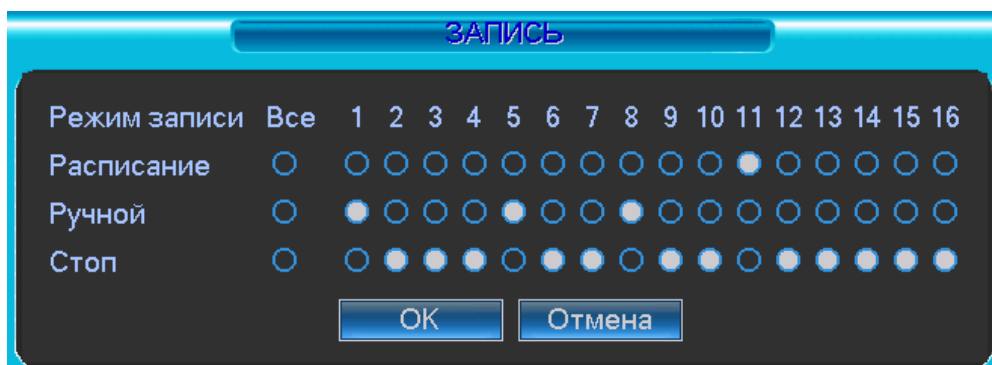 ЗАПИСЬ
Режим записи Все 1 2 3 4 5 6 7 8 9 10 11 12 13 14 15 16
Расписание
Ручной
Стоп
OK Отмена